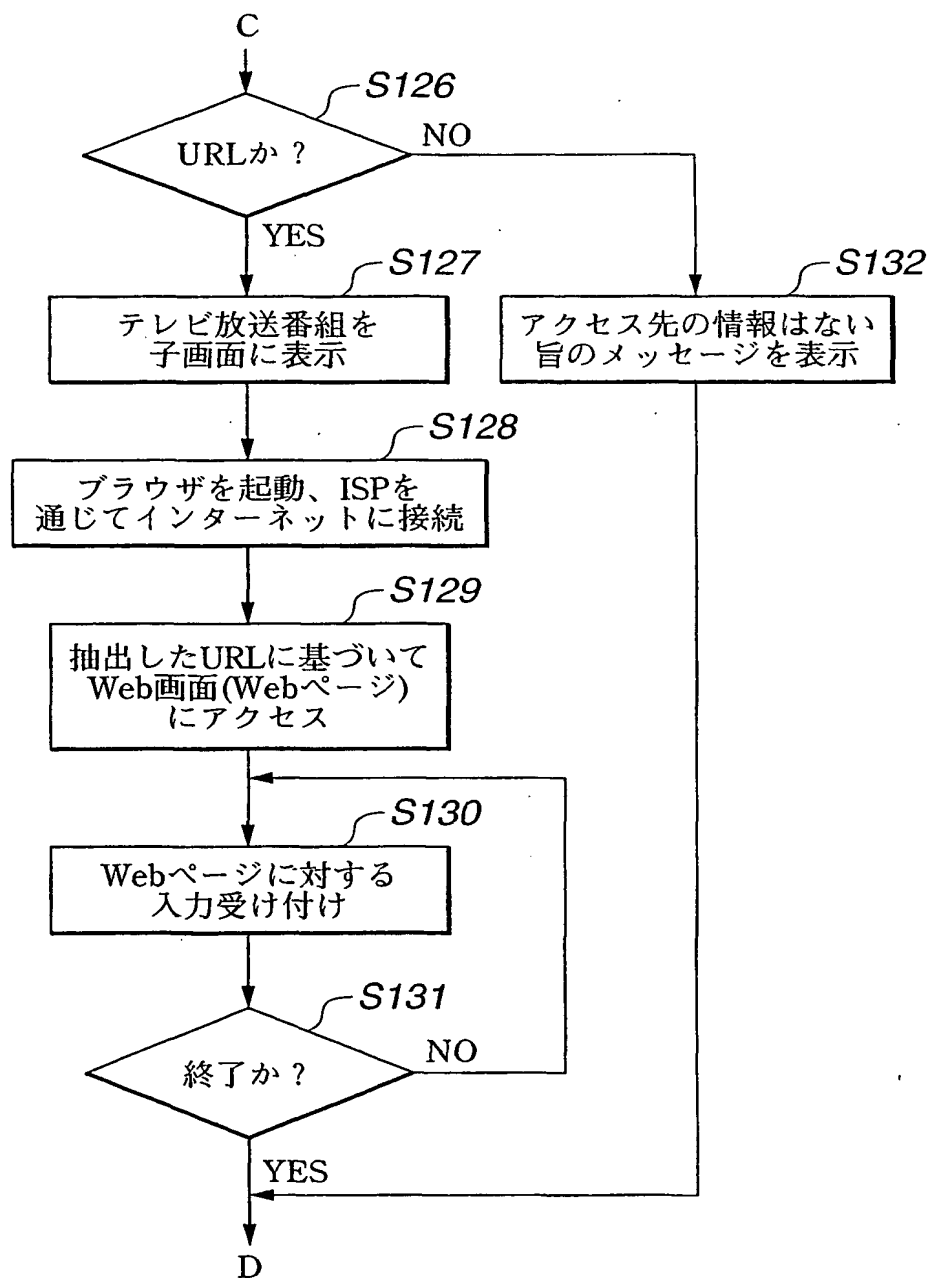 C
S126
URLか？
NO
YES
S127
テレビ放送番組を
子画面に表示
S132
アクセス先の情報はない
旨のメッセージを表示
S128
ブラウザを起動、ISPを
通じてインターネットに接続
S129
抽出したURLに基づいて
Web画面(Webページ)
にアクセス
S130
Webページに対する
入力受け付け
S131
終了か？
NO
YES
D